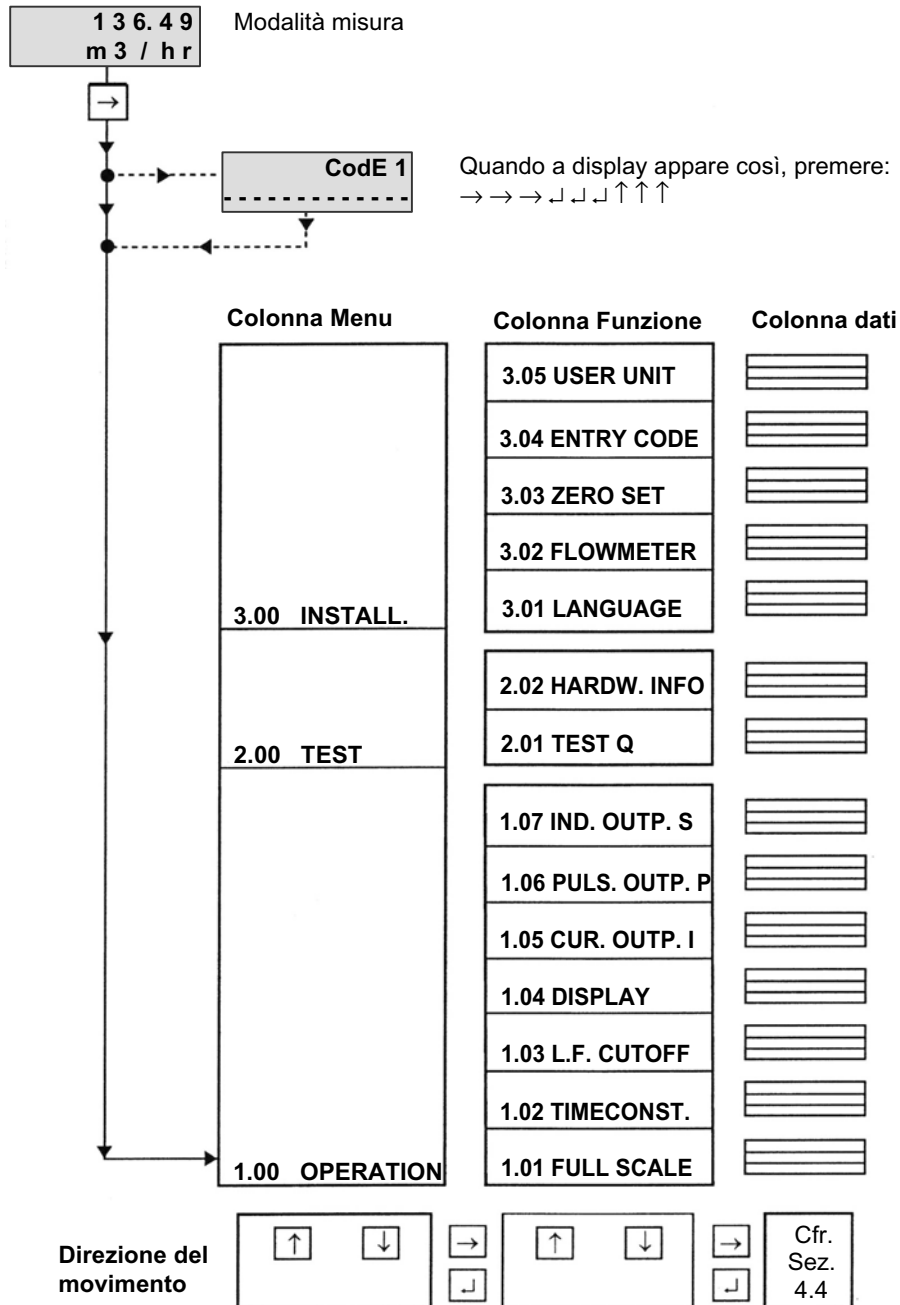 1 3 6. 4 9
m 3 / h r
Modalità misura
→
CodE 1
- - - - - - - - - - - - -
Quando a display appare così, premere:
→ → → ↵ ↵ ↵ ↑ ↑ ↑
Colonna Menu
Colonna Funzione
Colonna dati
3.05 USER UNIT
3.04 ENTRY CODE
3.03 ZERO SET
3.02 FLOWMETER
3.00 INSTALL.
3.01 LANGUAGE
2.02 HARDW. INFO
2.00 TEST
2.01 TEST Q
1.07 IND. OUTP. S
1.06 PULS. OUTP. P
1.05 CUR. OUTP. I
1.04 DISPLAY
1.03 L.F. CUTOFF
1.02 TIMECONST.
1.00 OPERATION
1.01 FULL SCALE
Direzione del
movimento
↑ ↓
→
↵
↑ ↓
→
↵
Cfr.
Sez.
4.4